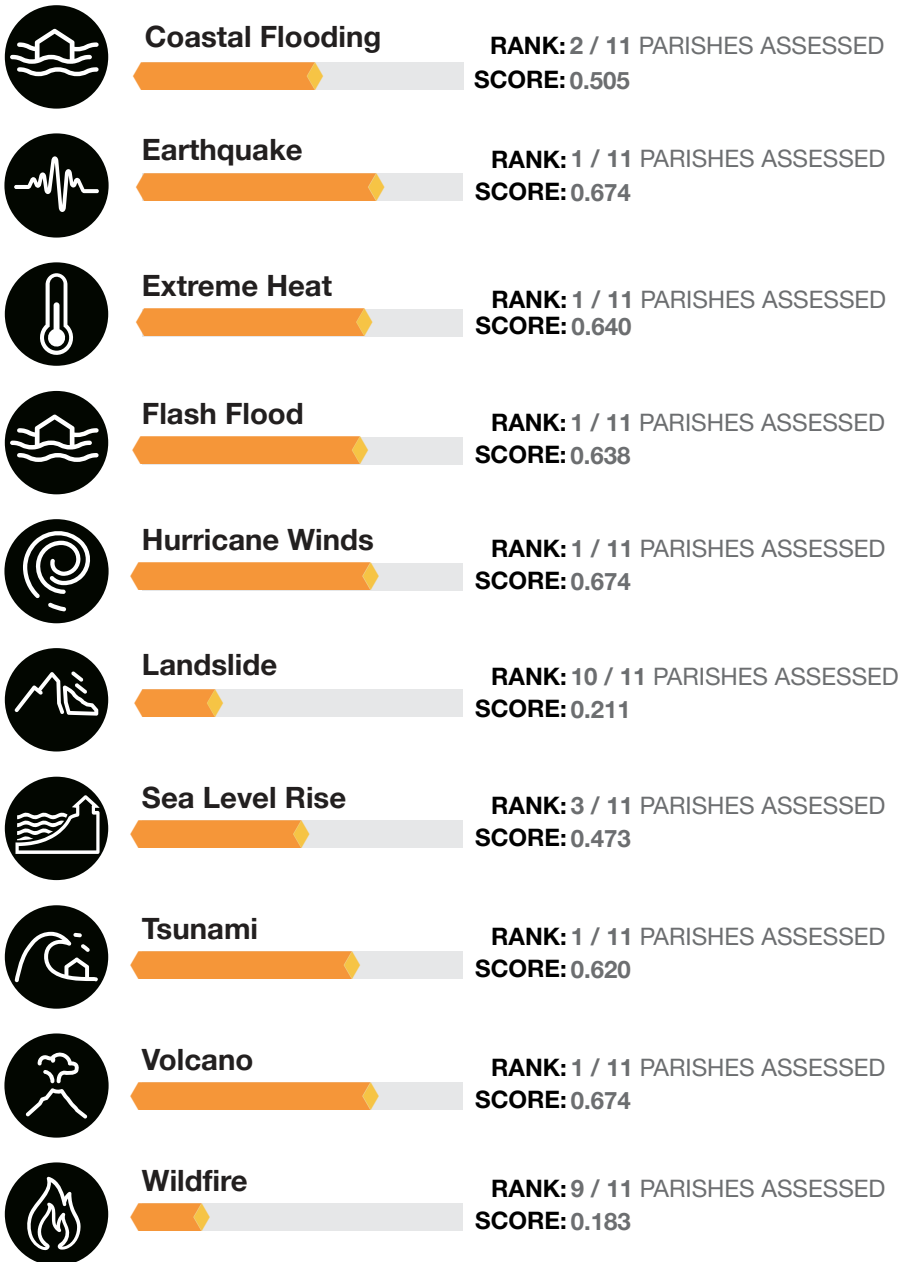 Coastal Flooding
RANK: 2 / 11 PARISHES ASSESSED
SCORE: 0.505
Earthquake
RANK: 1 / 11 PARISHES ASSESSED
SCORE: 0.674
Extreme Heat
RANK: 1 / 11 PARISHES ASSESSED
SCORE: 0.640
Flash Flood
RANK: 1 / 11 PARISHES ASSESSED
SCORE: 0.638
Hurricane Winds
RANK: 1 / 11 PARISHES ASSESSED
SCORE: 0.674
Landslide
RANK: 10 / 11 PARISHES ASSESSED
SCORE: 0.211
Sea Level Rise
RANK: 3 / 11 PARISHES ASSESSED
SCORE: 0.473
Tsunami
RANK: 1 / 11 PARISHES ASSESSED
SCORE: 0.620
Volcano
RANK: 1 / 11 PARISHES ASSESSED
SCORE: 0.674
Wildfire
RANK: 9 / 11 PARISHES ASSESSED
SCORE: 0.183